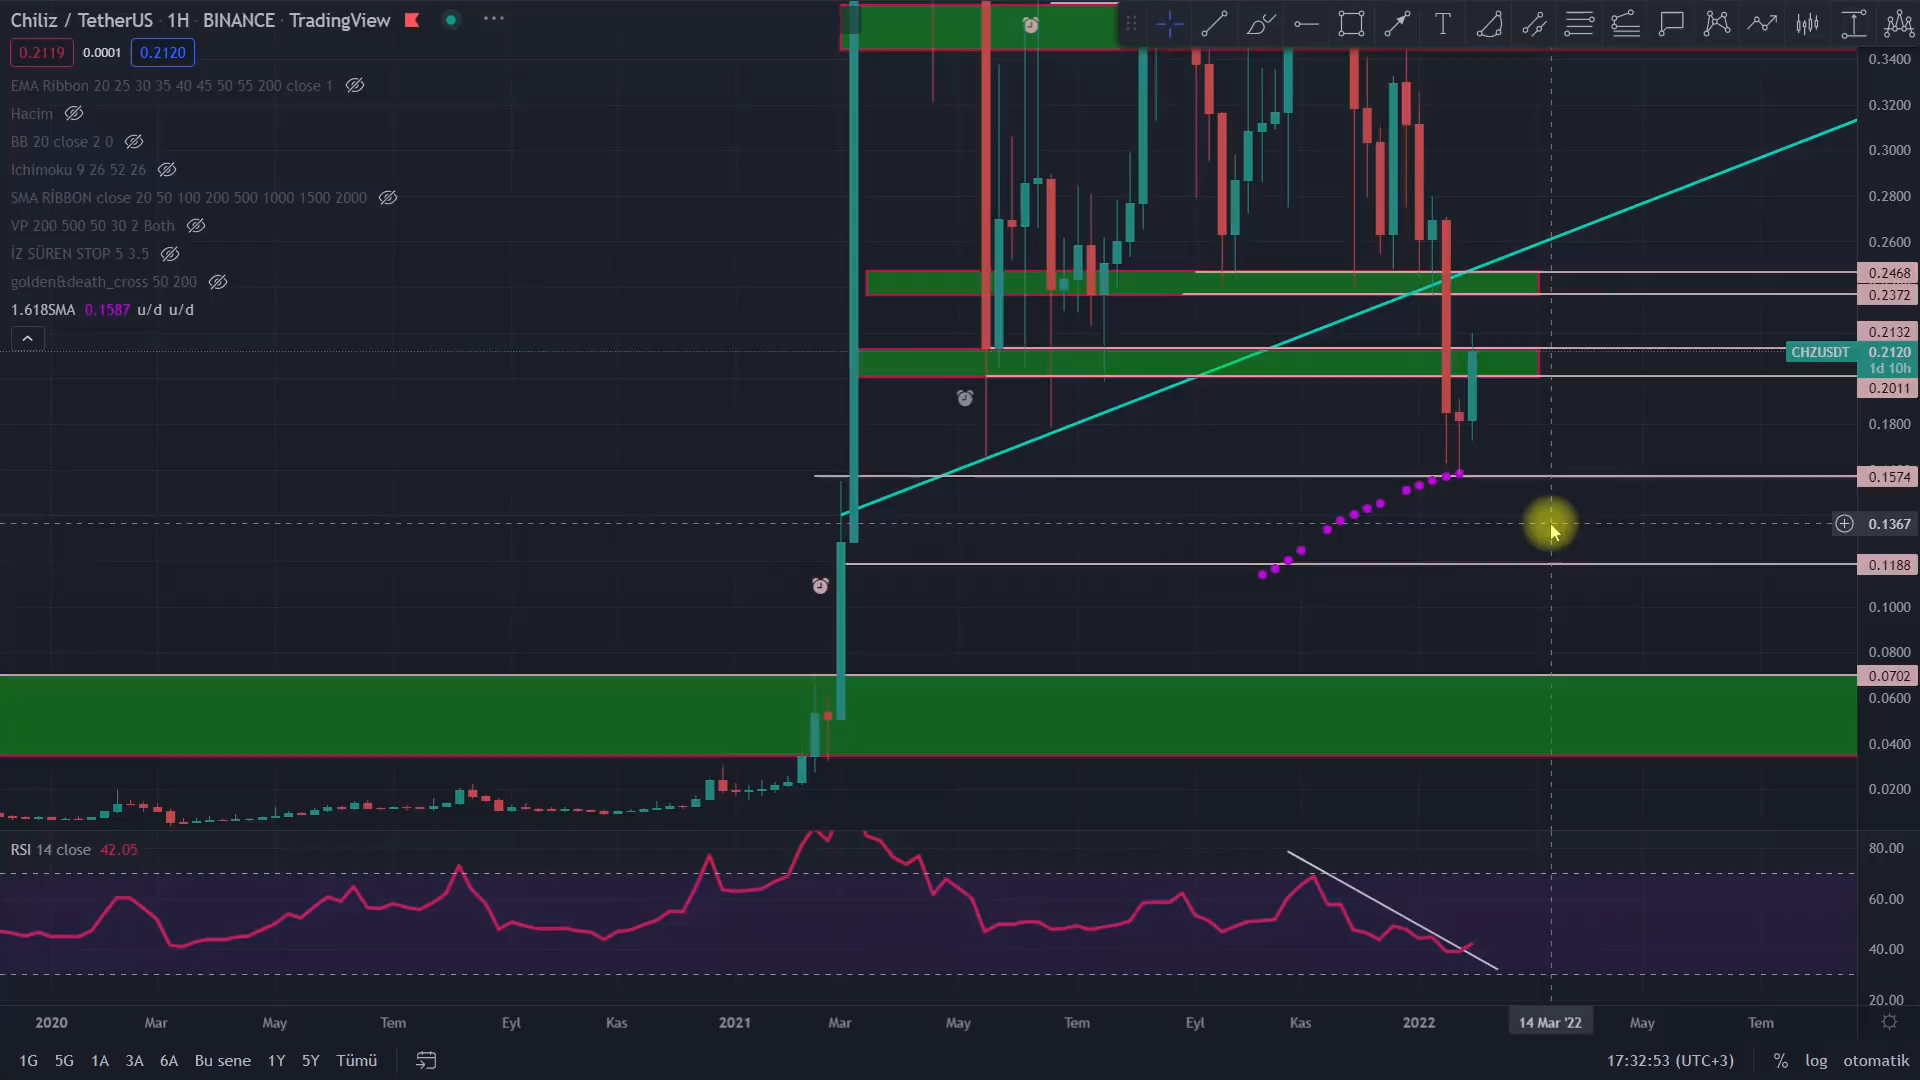 Chiliz / TetherUS · 1H · BINANCE · TradingView
0.2119 0.0001 0.2120
EMA Ribbon 20 25 30 35 40 45 50 55 200 close 1
Hacim
BB 20 close 2 0
Ichimoku 9 26 52 26
SMA RİBBON close 20 50 100 200 500 1000 1500 2000
VP 200 500 50 30 2 Both
İZ SÜREN STOP 5 3.5
golden&death_cross 50 200
1.618SMA 0.1587 u/d u/d
T
0.3400
0.3200
0.3000
0.2800
0.2600
0.2468
0.2372
0.2132
CHZUSDT 0.2120
1d 10h
0.2011
0.1800
0.1574
0.1367
0.1188
0.1000
0.0800
0.0702
0.0600
0.0400
0.0200
RSI 14 close 42.05
80.00
60.00
40.00
20.00
2020 Mar May Tem Eyl Kas 2021 Mar May Tem Eyl Kas 2022 14 Mar '22 May Tem
1G 5G 1A 3A 6A Bu sene 1Y 5Y Tümü 17:32:53 (UTC+3) % log otomatik